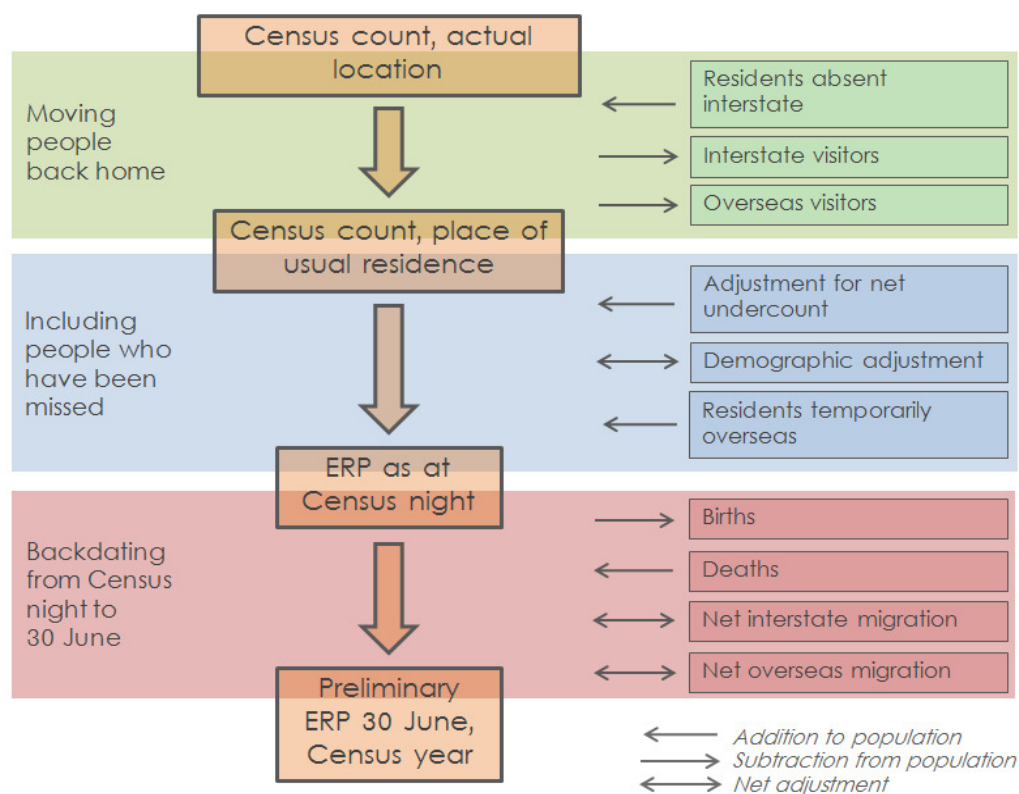 Census count, actual
location
Moving
people
back home
Residents absent
interstate
Interstate visitors
Overseas visitors
Census count, place of
usual residence
Including
people who
have been
missed
Adjustment for net
undercount
Demographic adjustment
Residents temporarily
overseas
ERP as at
Census night
Backdating
from Census
night to
30 June
Births
Deaths
Net interstate migration
Net overseas migration
Preliminary
ERP 30 June,
Census year
Addition to population
Subtraction from population
Net adjustment